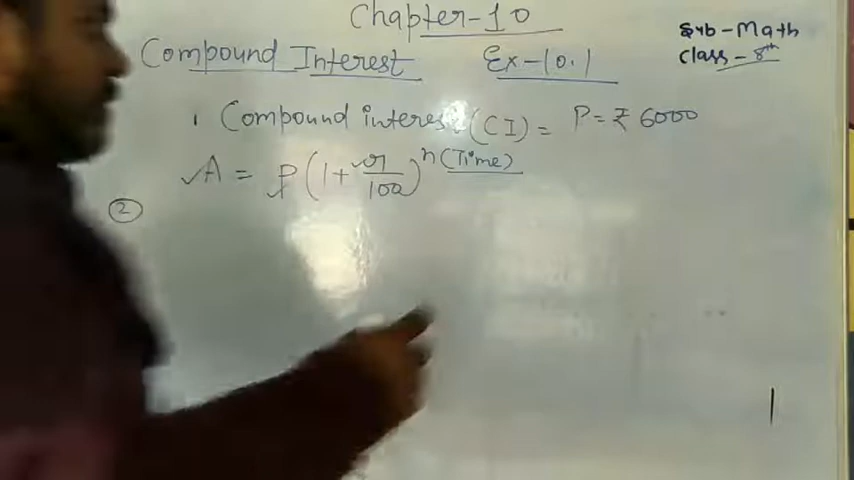 Chapter-10
Sub-Math
Class-8th
Compound Interest Ex-10.1
1 Compound interest (CI) = P = ₹ 6000
A = P(1+r/100)^n (Time)
2